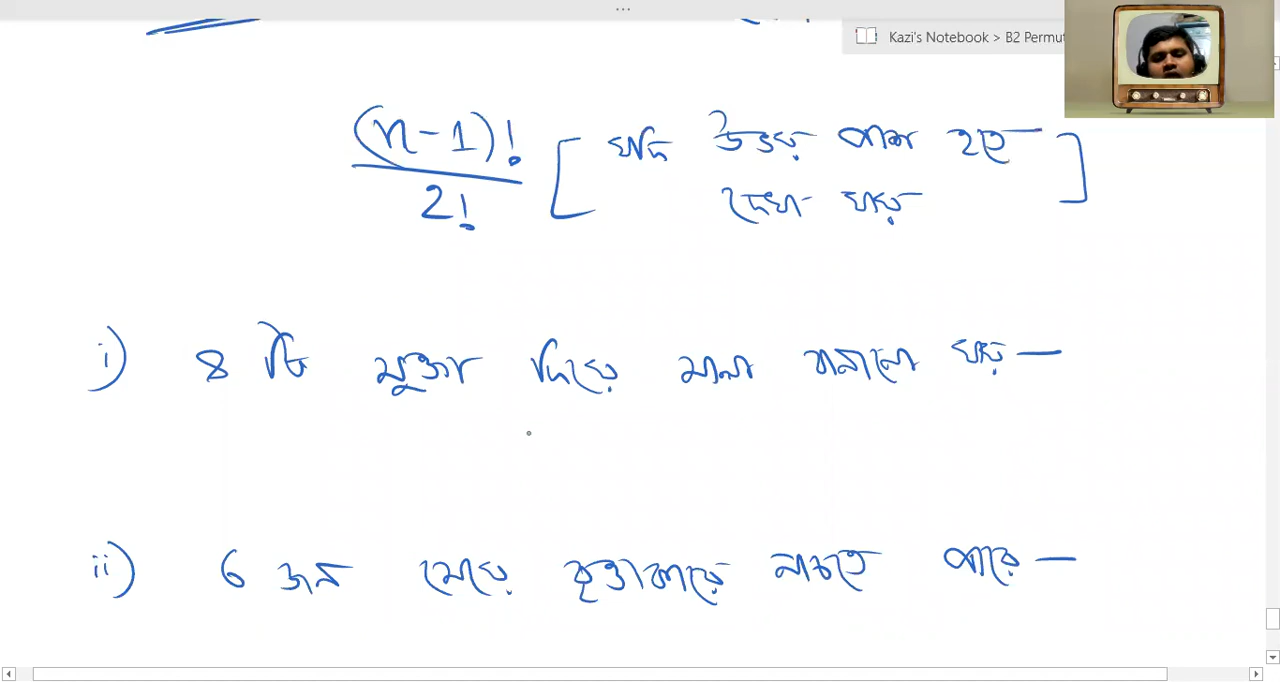 ...
Kazi's Notebook > B2 Permut
(n-1)! / 2! [ যদি উভয় পাশ হতে
দেখা যায় ]
i) 8 টি মুক্তা দিয়ে মালা বানানো যায় —
ii) 6 জন মেয়ে বৃত্তাকারে নাচতে পারে —